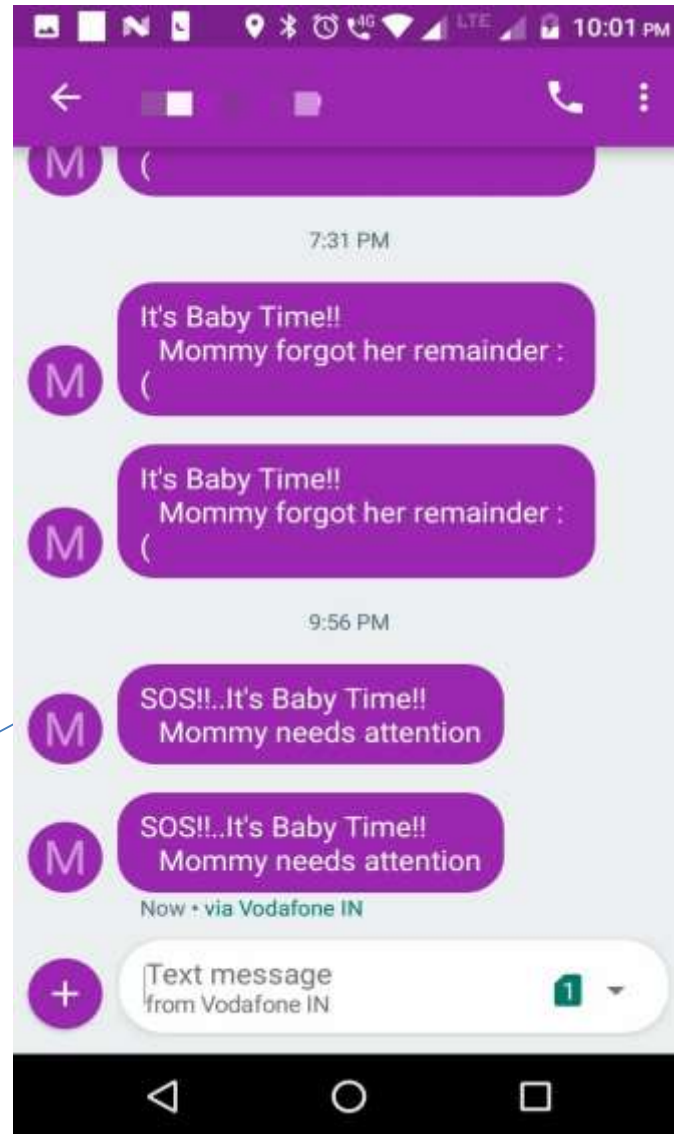 4G LTE 10:01 PM
M (
7:31 PM
It's Baby Time!!
Mommy forgot her remainder :
M (
It's Baby Time!!
Mommy forgot her remainder :
M (
9:56 PM
SOS!!..It's Baby Time!!
M Mommy needs attention
SOS!!..It's Baby Time!!
M Mommy needs attention
Now • via Vodafone IN
+ Text message
from Vodafone IN
1